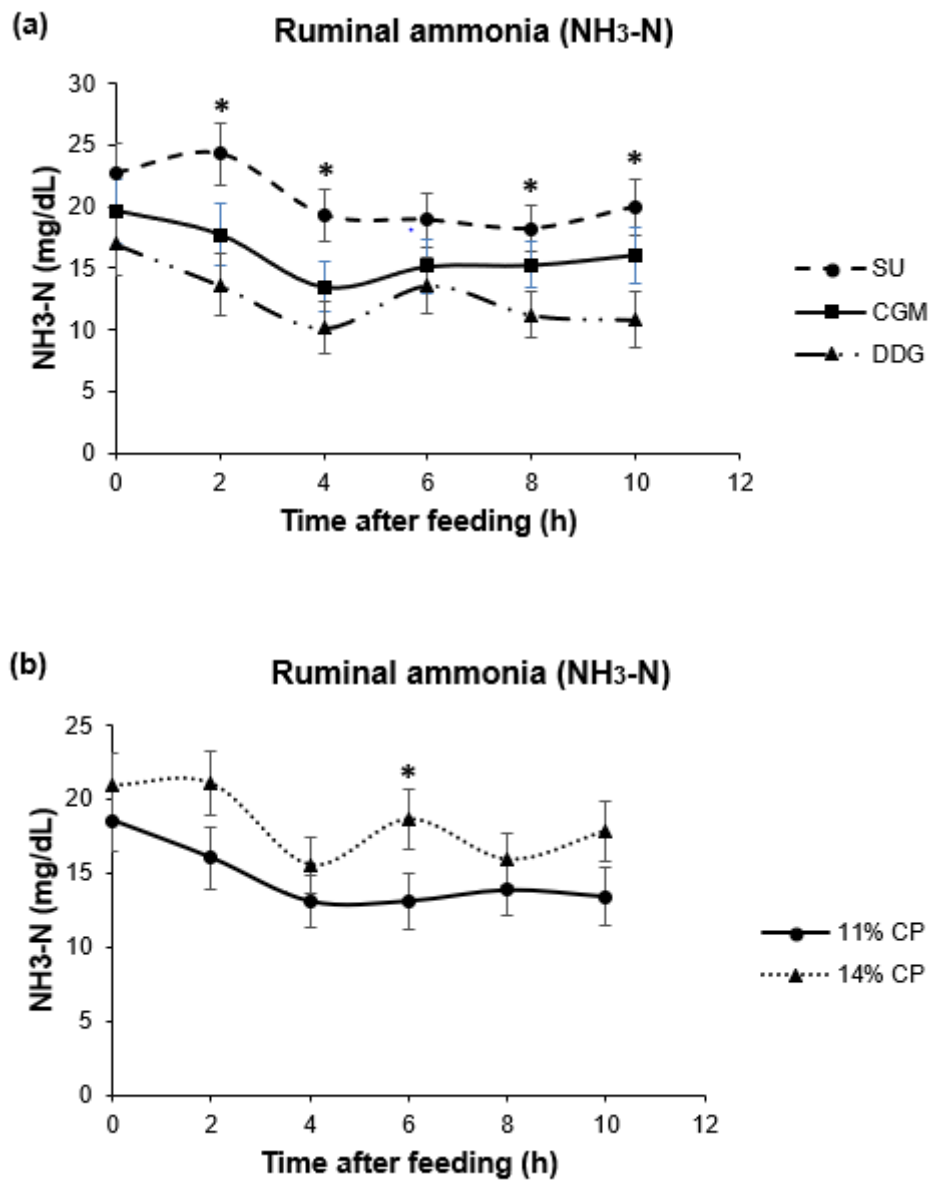 (a)
Ruminal ammonia (NH3-N)
30
25
20
15
10
5
0
NH3-N (mg/dL)
* * * *
0 2 4 6 8 10 12
Time after feeding (h)
SU
CGM
DDG
(b)
Ruminal ammonia (NH3-N)
25
20
15
10
5
0
NH3-N (mg/dL)
*
0 2 4 6 8 10 12
Time after feeding (h)
11% CP
14% CP